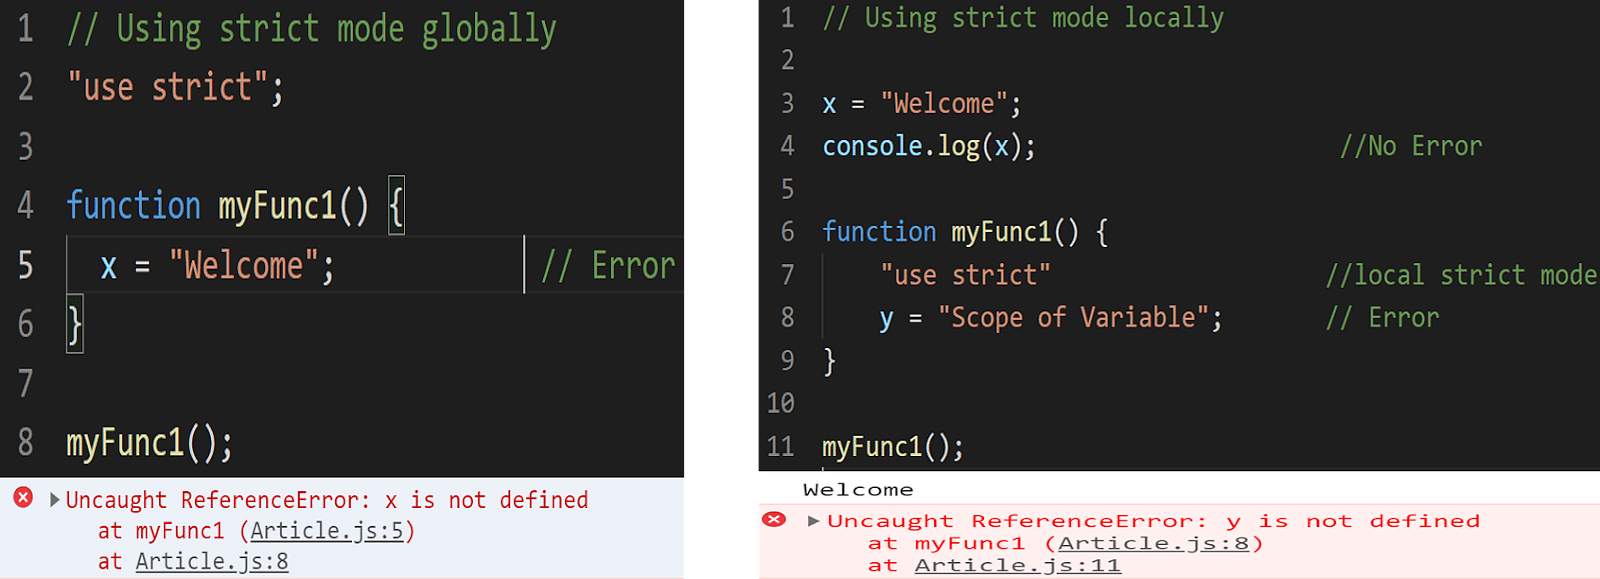 1 // Using strict mode globally
2 "use strict";
3
4 function myFunc1() {
5 x = "Welcome"; // Error
6 }
7
8 myFunc1();
Uncaught ReferenceError: x is not defined
at myFunc1 (Article.js:5)
at Article.js:8
1 // Using strict mode locally
2
3 x = "Welcome";
4 console.log(x); //No Error
5
6 function myFunc1() {
7 "use strict" //local strict mode
8 y = "Scope of Variable"; // Error
9 }
10
11 myFunc1();
Welcome
Uncaught ReferenceError: y is not defined
at myFunc1 (Article.js:8)
at Article.js:11